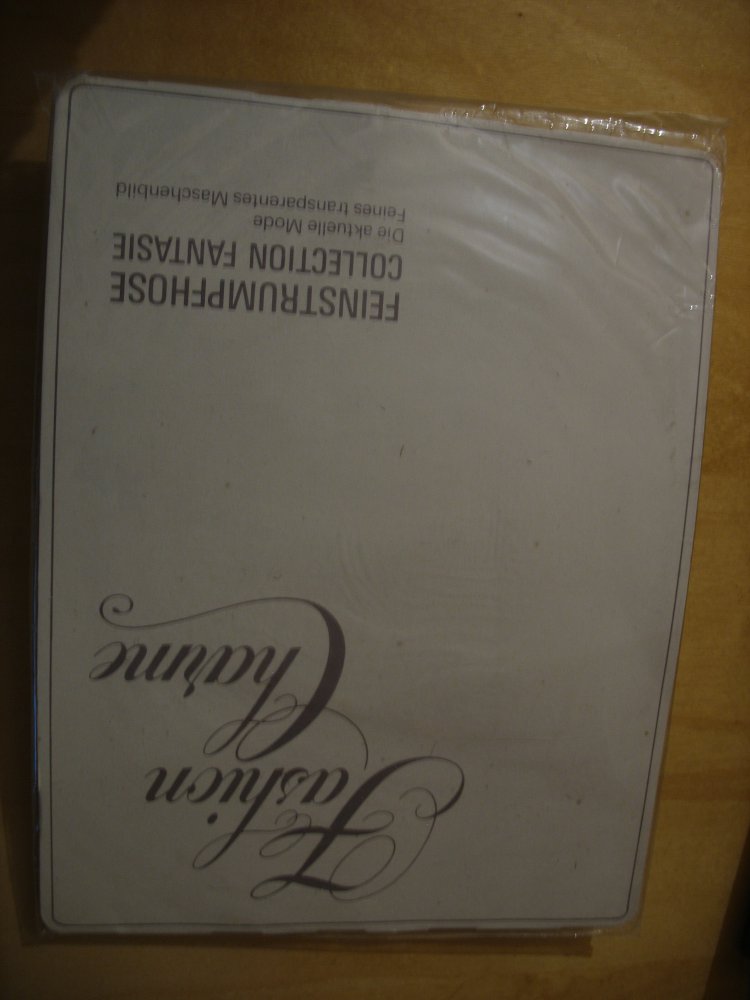 Fashion
Charme
FEINSTRUMPFHOSE
COLLECTION FANTASIE
Die aktuelle Mode
Feines transparentes Maschenbild